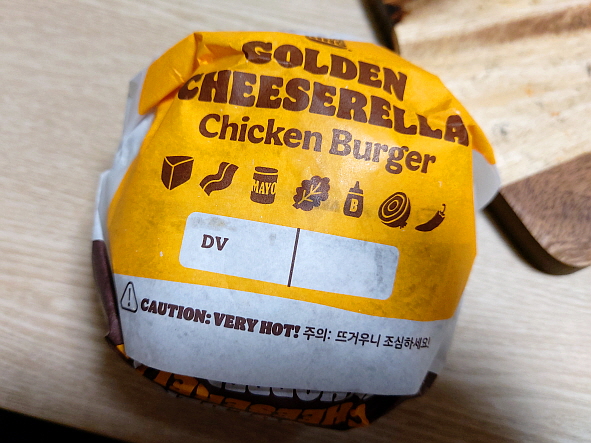 GOLDEN
CHEESERELLA
Chicken Burger
MAYO
B
DV
CAUTION: VERY HOT! 주의: 뜨거우니 조심하세요!